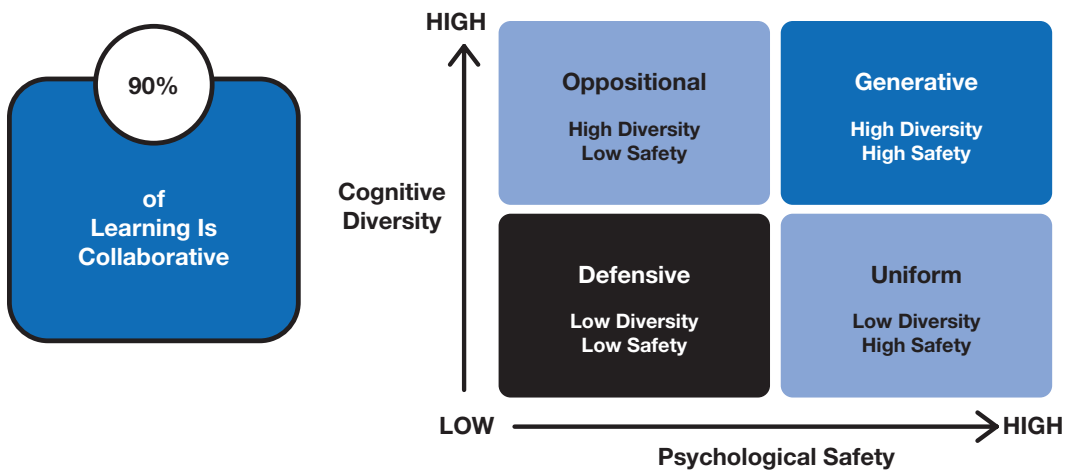 90%
of
Learning Is
Collaborative
HIGH
Cognitive
Diversity
Oppositional
High Diversity
Low Safety
Generative
High Diversity
High Safety
Defensive
Low Diversity
Low Safety
Uniform
Low Diversity
High Safety
LOW
HIGH
Psychological Safety